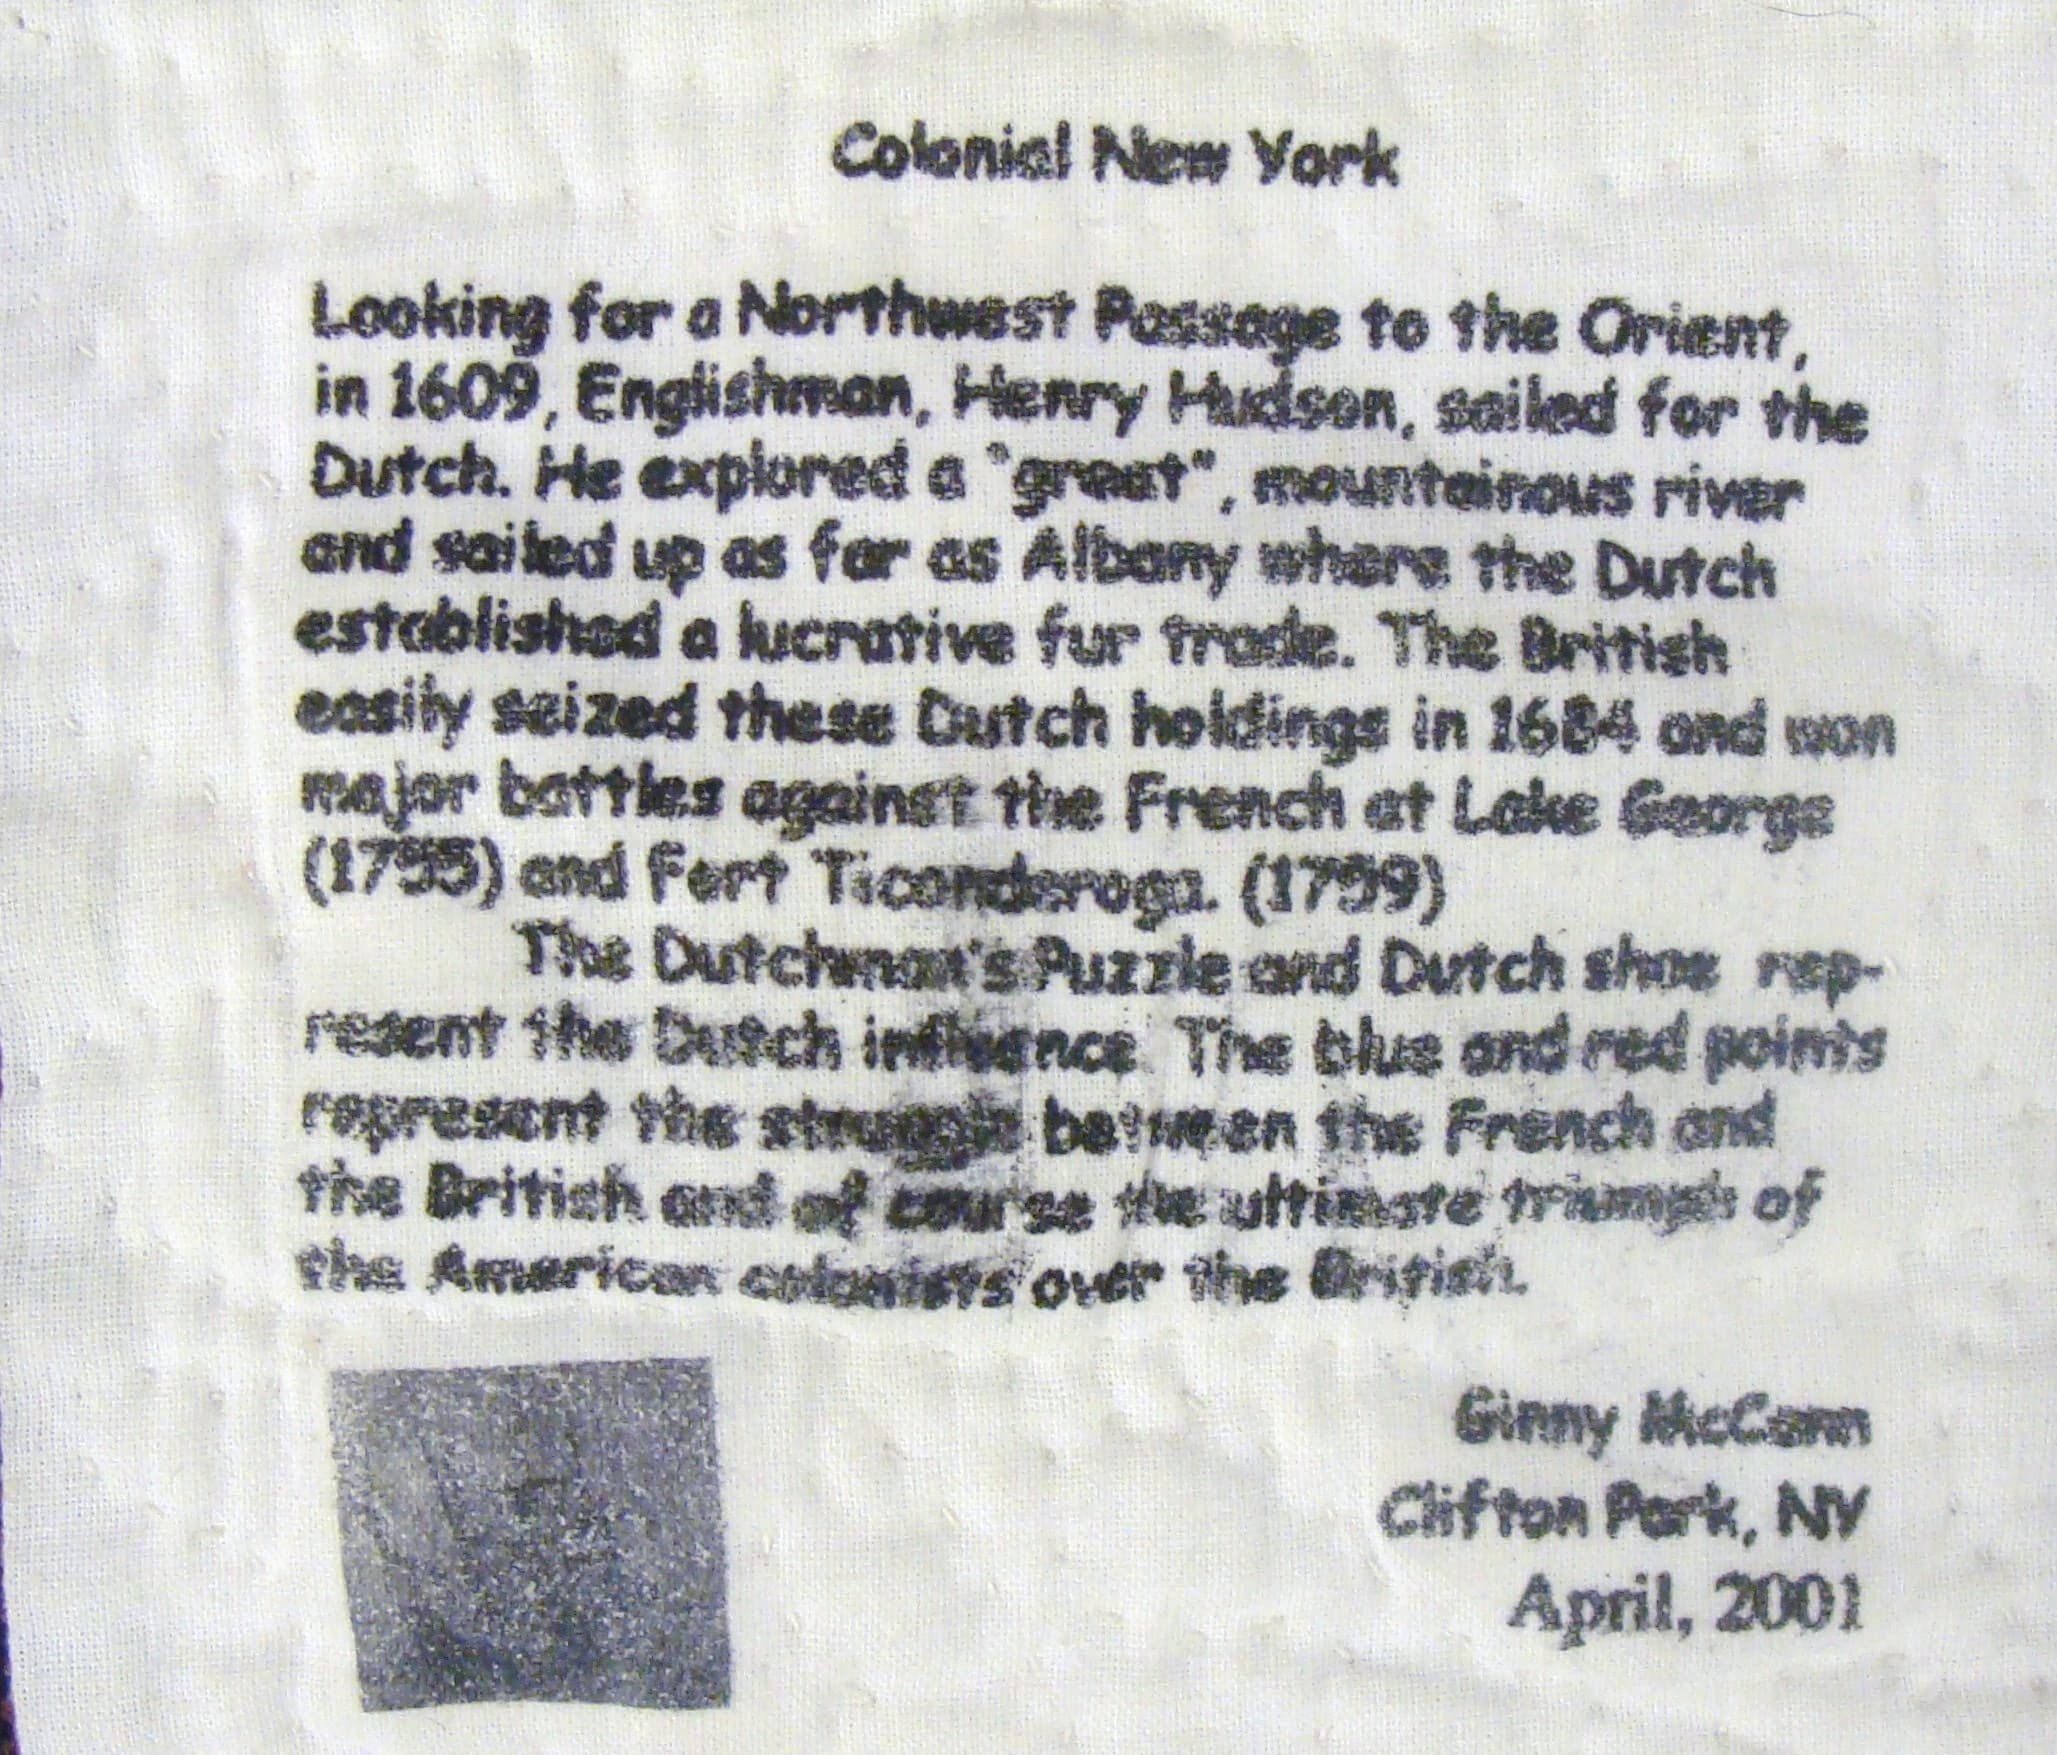 Colonial New York
Looking for a Northwest Passage to the Orient,
in 1609, Englishman, Henry Hudson, sailed for the
Dutch. He explored a "great", mountainous river
and sailed up as far as Albany where the Dutch
established a lucrative fur trade. The British
easily seized these Dutch holdings in 1684 and won
major battles against the French at Lake George
(1755) and Fort Ticonderoga. (1759)
The Dutchman's Puzzle and Dutch shoe rep-
resent the Dutch influence. The blue and red points
represent the struggle between the French and
the British and of course the ultimate triumph of
the American colonists over the British.
Ginny McCann
Clifton Park, NY
April, 2001